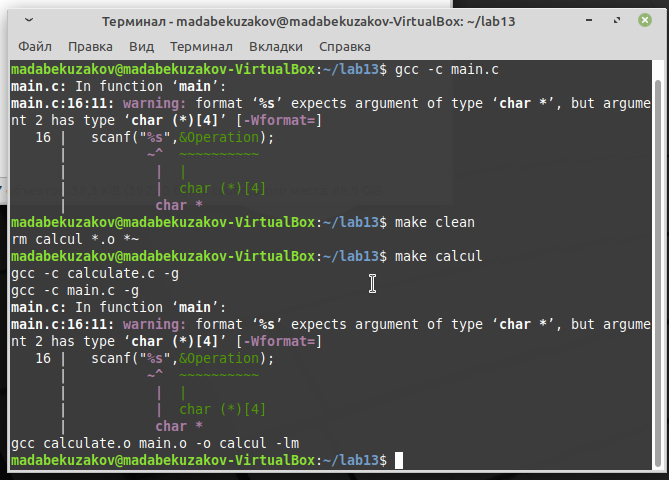 Терминал - madabekuzakov@madabekuzakov-VirtualBox: ~/lab13
Файл Правка Вид Терминал Вкладки Справка
madabekuzakov@madabekuzakov-VirtualBox:~/lab13$ gcc -c main.c
main.c: In function ‘main’:
main.c:16:11: warning: format ‘%s’ expects argument of type ‘char *’, but argume
nt 2 has type ‘char (*)[4]’ [-Wformat=]
   16 |   scanf("%s",&Operation);
      |          ~^  ~~~~~~~~~~
      |           |  |
      |           |  char (*)[4]
      |           char *
madabekuzakov@madabekuzakov-VirtualBox:~/lab13$ make clean
rm calcul *.o *~
madabekuzakov@madabekuzakov-VirtualBox:~/lab13$ make calcul
gcc -c calculate.c -g
gcc -c main.c -g
main.c: In function ‘main’:
main.c:16:11: warning: format ‘%s’ expects argument of type ‘char *’, but argume
nt 2 has type ‘char (*)[4]’ [-Wformat=]
   16 |   scanf("%s",&Operation);
      |          ~^  ~~~~~~~~~~
      |           |  |
      |           |  char (*)[4]
      |           char *
gcc calculate.o main.o -o calcul -lm
madabekuzakov@madabekuzakov-VirtualBox:~/lab13$